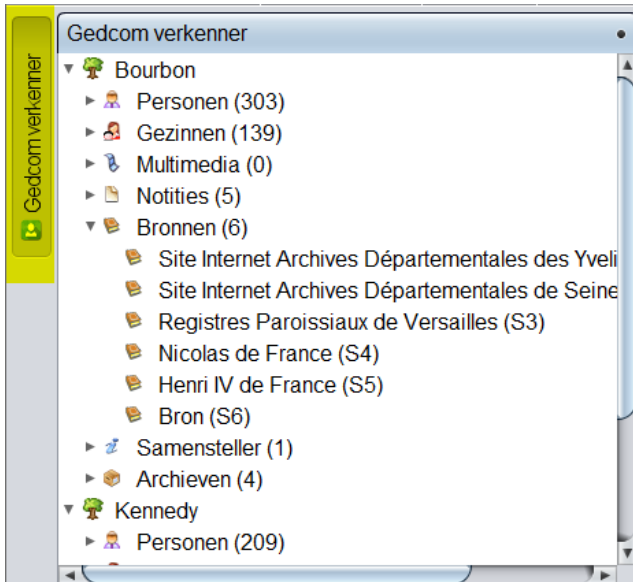 Gedcom verkenner
Gedcom verkenner
Bourbon
Personen (303)
Gezinnen (139)
Multimedia (0)
Notities (5)
Bronnen (6)
Site Internet Archives Départementales des Yveli
Site Internet Archives Départementales de Seine
Registres Paroissiaux de Versailles (S3)
Nicolas de France (S4)
Henri IV de France (S5)
Bron (S6)
Samensteller (1)
Archieven (4)
Kennedy
Personen (209)